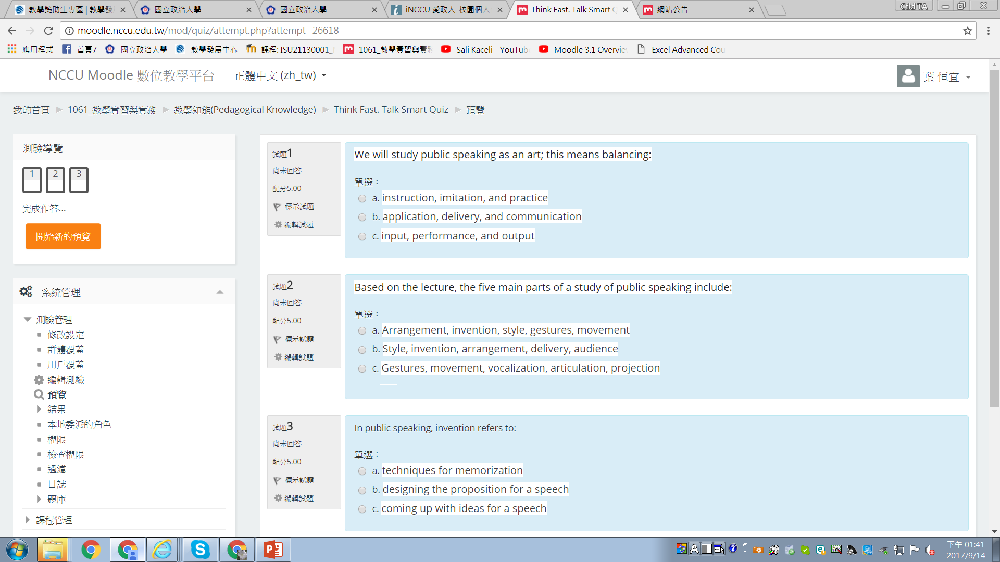 教學獎助生專區 | 教學發
國立政治大學
國立政治大學
iNCCU 愛政大-校園個人
Think Fast. Talk Smart Q
網站公告
Ctld TA
moodle.nccu.edu.tw/mod/quiz/attempt.php?attempt=26618
應用程式
首頁7
國立政治大學
教學發展中心
課程: ISU21130001_
1061_教學實習與實務
Sali Kaceli - YouTub
Moodle 3.1 Overvie
Excel Advanced Cou
NCCU Moodle 數位教學平台
正體中文 (zh_tw)
葉 恒宜
我的首頁 ▶ 1061_教學實習與實務 ▶ 教學知能(Pedagogical Knowledge) ▶ Think Fast. Talk Smart Quiz ▶ 預覽
測驗導覽
1 2 3
完成作答...
開始新的預覽
系統管理
測驗管理
修改設定
群體覆蓋
用戶覆蓋
編輯測驗
預覽
結果
本地委派的角色
權限
檢查權限
過濾
日誌
題庫
課程管理
試題1
尚未回答
配分5.00
標示試題
編輯試題
We will study public speaking as an art; this means balancing:
單選：
a. instruction, imitation, and practice
b. application, delivery, and communication
c. input, performance, and output
試題2
尚未回答
配分5.00
標示試題
編輯試題
Based on the lecture, the five main parts of a study of public speaking include:
單選：
a. Arrangement, invention, style, gestures, movement
b. Style, invention, arrangement, delivery, audience
c. Gestures, movement, vocalization, articulation, projection
試題3
尚未回答
配分5.00
標示試題
編輯試題
In public speaking, invention refers to:
單選：
a. techniques for memorization
b. designing the proposition for a speech
c. coming up with ideas for a speech
下午 01:41
2017/9/14